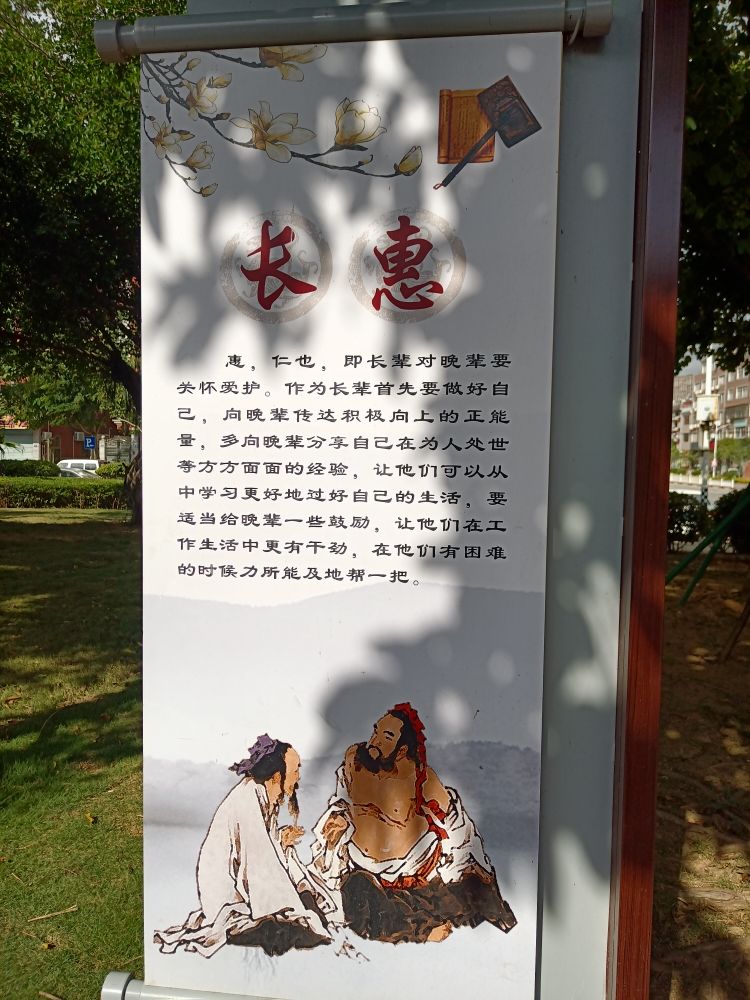 长 惠
惠，仁也，即长辈对晚辈要
关怀爱护。作为长辈首先要做好自
己，向晚辈传达积极向上的正能
量，多向晚辈分享自己在为人处世
等方方面面的经验，让他们可以从
中学习更好地过好自己的生活，要
适当给晚辈一些鼓励，让他们在工
作生活中更有干劲，在他们有困难
的时候力所能及地帮一把。
P